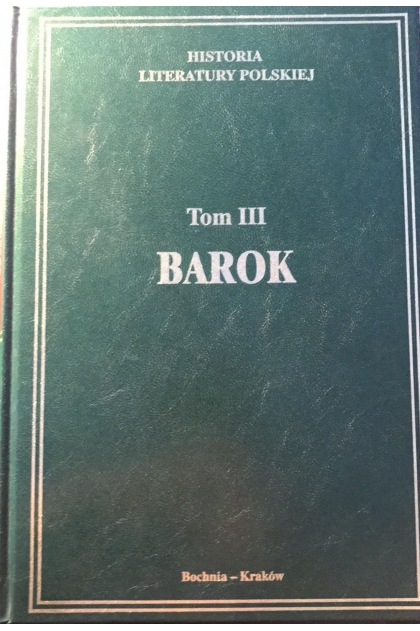 HISTORIA
LITERATURY POLSKIEJ
Tom III
BAROK
Bochnia – Kraków